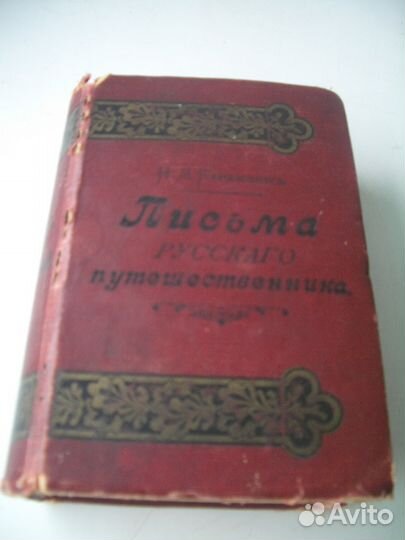 Н. М. Карамзинъ
Письма
РУССКАГО
путешественника.
Avito